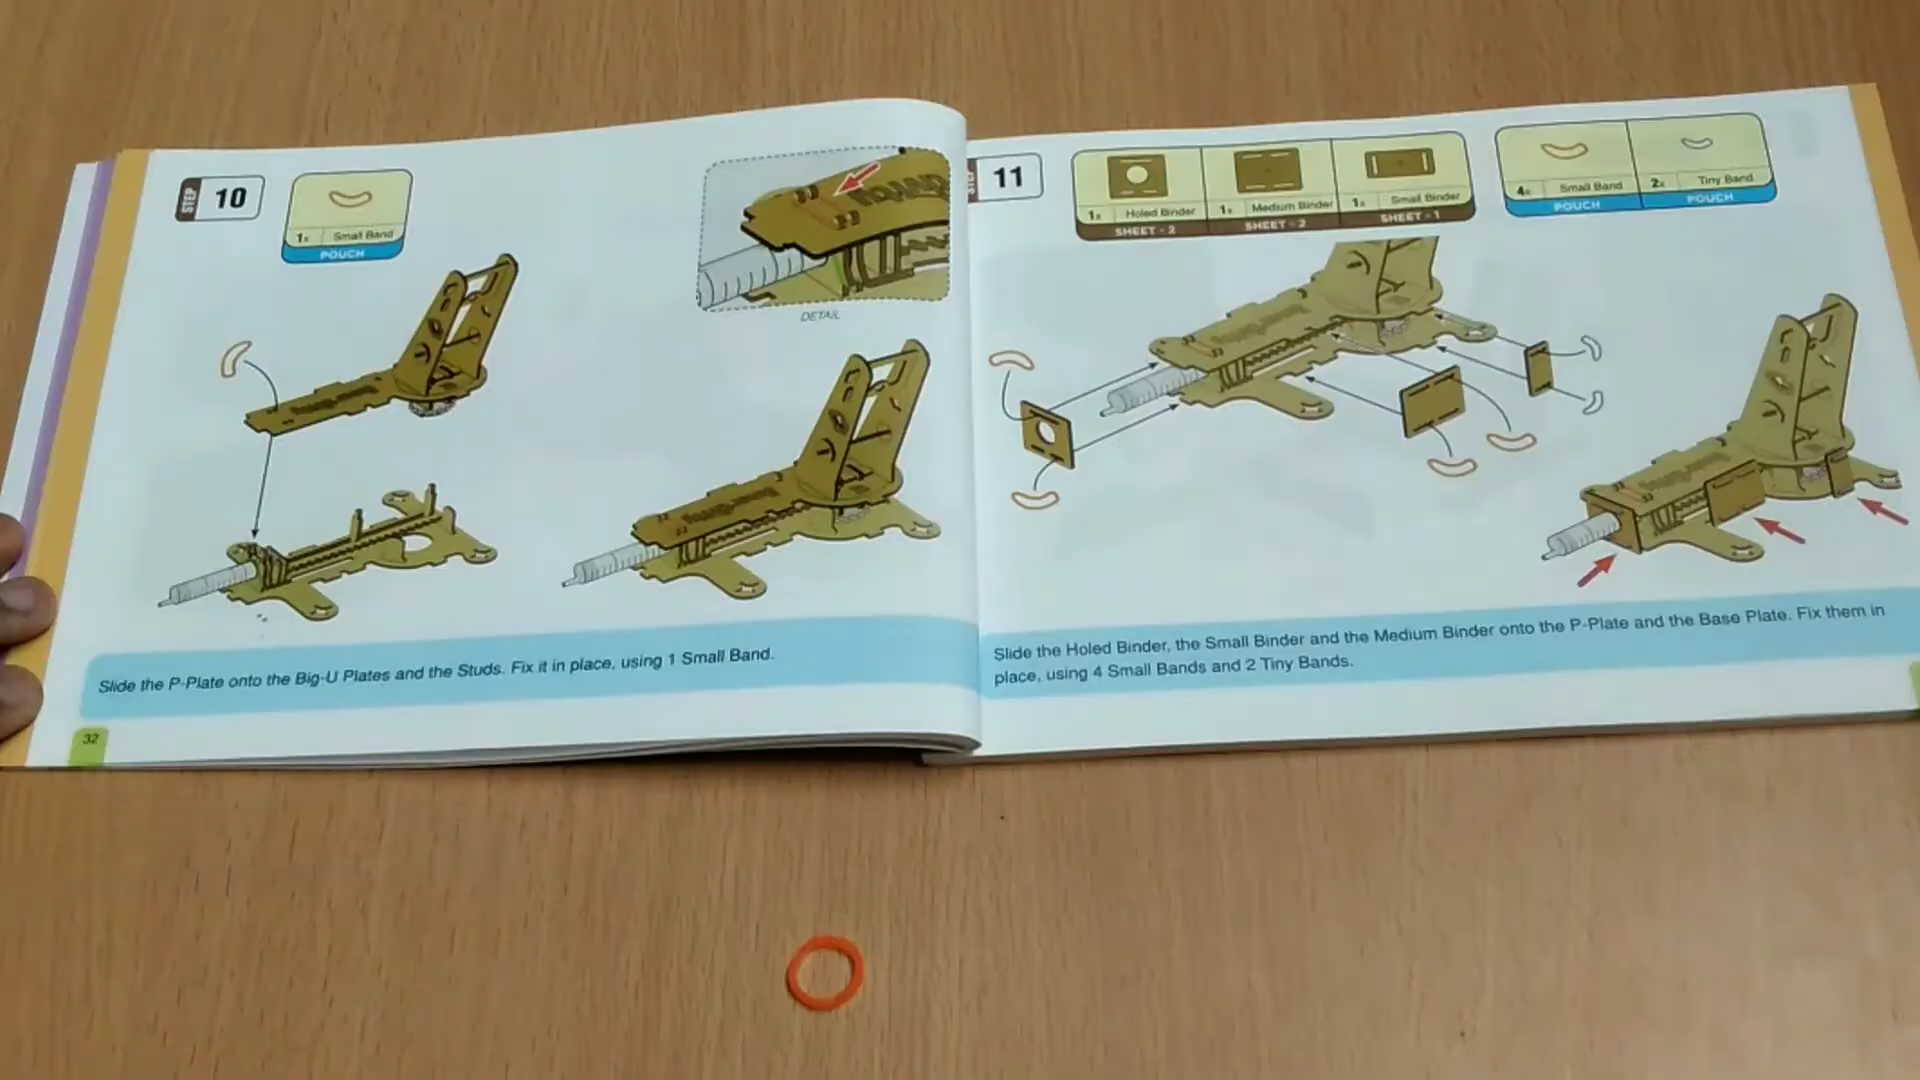 STEP 10
1x Small Band
POUCH
DETAIL
Slide the P-Plate onto the Big-U Plates and the Studs. Fix it in place, using 1 Small Band.
32
STEP 11
1x Holed Binder
SHEET - 2
1x Medium Binder
SHEET - 2
1x Small Binder
SHEET - 1
4x Small Band
POUCH
2x Tiny Band
POUCH
Slide the Holed Binder, the Small Binder and the Medium Binder onto the P-Plate and the Base Plate. Fix them in
place, using 4 Small Bands and 2 Tiny Bands.